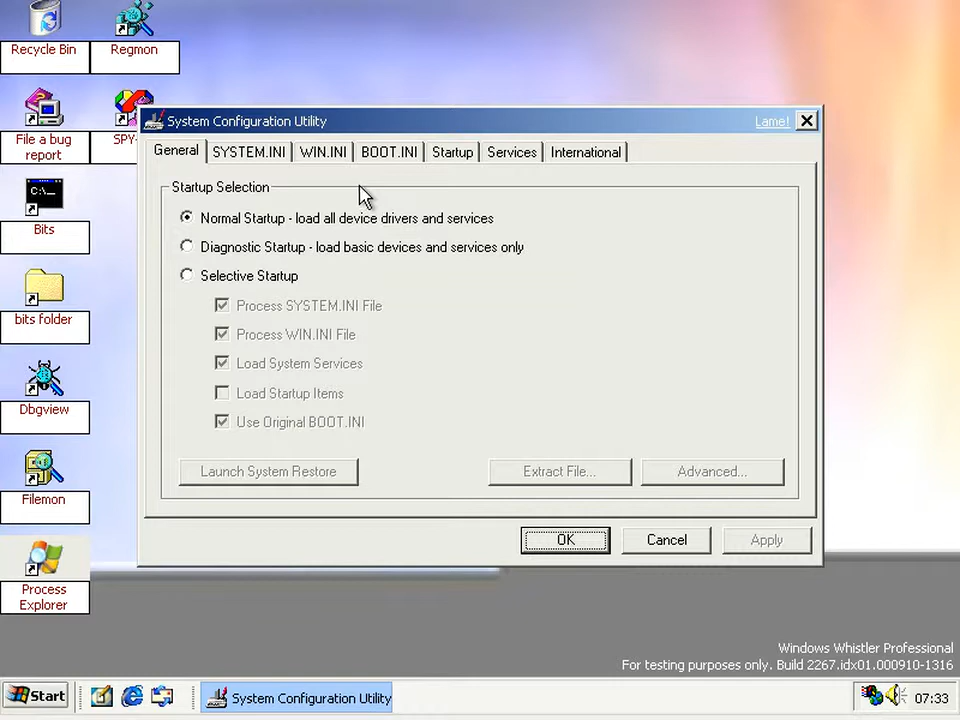 Recycle Bin
Regmon
File a bug
report
SPY
Bits
bits folder
Dbgview
Filemon
Process
Explorer
System Configuration Utility
Lame!
General
SYSTEM.INI
WIN.INI
BOOT.INI
Startup
Services
International
Startup Selection
Normal Startup - load all device drivers and services
Diagnostic Startup - load basic devices and services only
Selective Startup
Process SYSTEM.INI File
Process WIN.INI File
Load System Services
Load Startup Items
Use Original BOOT.INI
Launch System Restore
Extract File...
Advanced...
OK
Cancel
Apply
Windows Whistler Professional
For testing purposes only. Build 2267.idx01.000910-1316
Start
System Configuration Utility
07:33